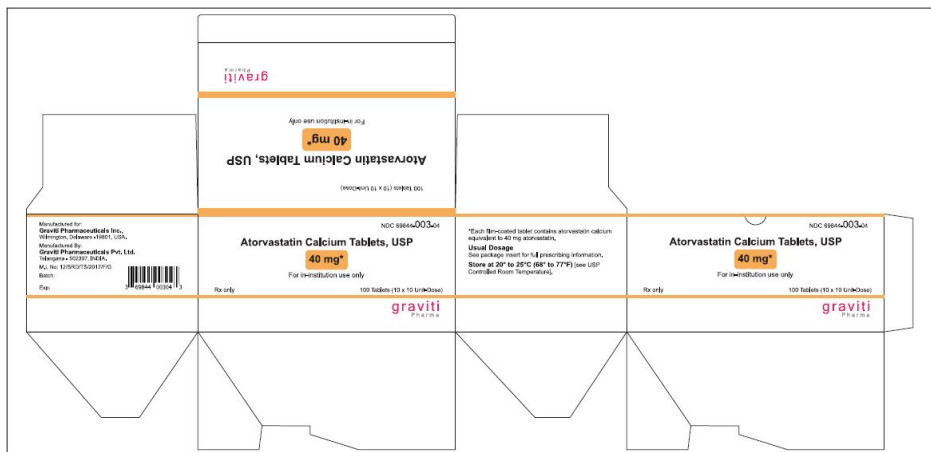 graviti
Pharma
For in-institution use only
40 mg*
Atorvastatin Calcium Tablets, USP
100 Tablets (10 x 10 Unit-Dose)
Manufactured for:
Graviti Pharmaceuticals Inc.,
Wilmington, Delaware •19801, USA.
Manufactured By:
Graviti Pharmaceuticals Pvt. Ltd.
Telangana - 502307, INDIA.
Batch:
Exp:
3 69844 00304 3
NDC 69844-003-04
Atorvastatin Calcium Tablets, USP
40 mg*
For in-institution use only
Rx only 100 Tablets (10 x 10 Unit-Dose)
graviti
Pharma
*Each film-coated tablet contains atorvastatin calcium
equivalent to 40 mg atorvastatin.
Usual Dosage
See package insert for full prescribing information.
Store at 20° to 25°C (68° to 77°F) [see USP
Controlled Room Temperature].
NDC 69844-003-04
Atorvastatin Calcium Tablets, USP
40 mg*
For in-institution use only
Rx only 100 Tablets (10 x 10 Unit-Dose)
graviti
Pharma